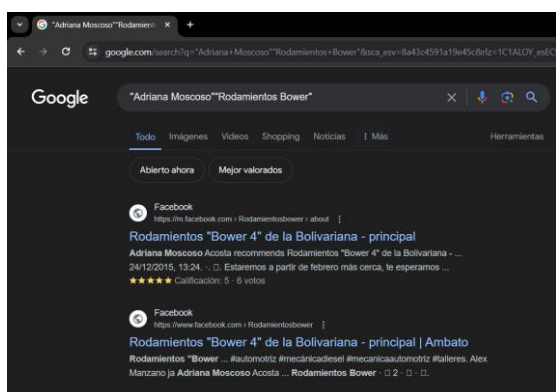 "Adriana Moscoso""Rodamient
google.com/search?q="Adriana+Moscoso""Rodamientos+Bower"&sca_esv=8a43c4591a19e45c&rlz=1C1ALOY_esEC
Google
"Adriana Moscoso""Rodamientos Bower"
Todo Imágenes Videos Shopping Noticias Más Herramientas
Abierto ahora Mejor valorados
Facebook
https://m.facebook.com › Rodamientosbower › about
Rodamientos "Bower 4" de la Bolivariana - principal
Adriana Moscoso Acosta recommends Rodamientos "Bower 4" de la Bolivariana - ...
24/12/2015, 13:24. ·. □. Estaremos a partir de febrero más cerca, te esperamos ...
★★★★★ Calificación: 5 · 6 votos
Facebook
https://www.facebook.com › Rodamientosbower
Rodamientos "Bower 4" de la Bolivariana - principal | Ambato
Rodamientos "Bower ... #automotriz #mecánicadiesel #mecanicaautomotriz #talleres. Alex
Manzano ja Adriana Moscoso Acosta ... Rodamientos Bower · □ 2 · □ · □.